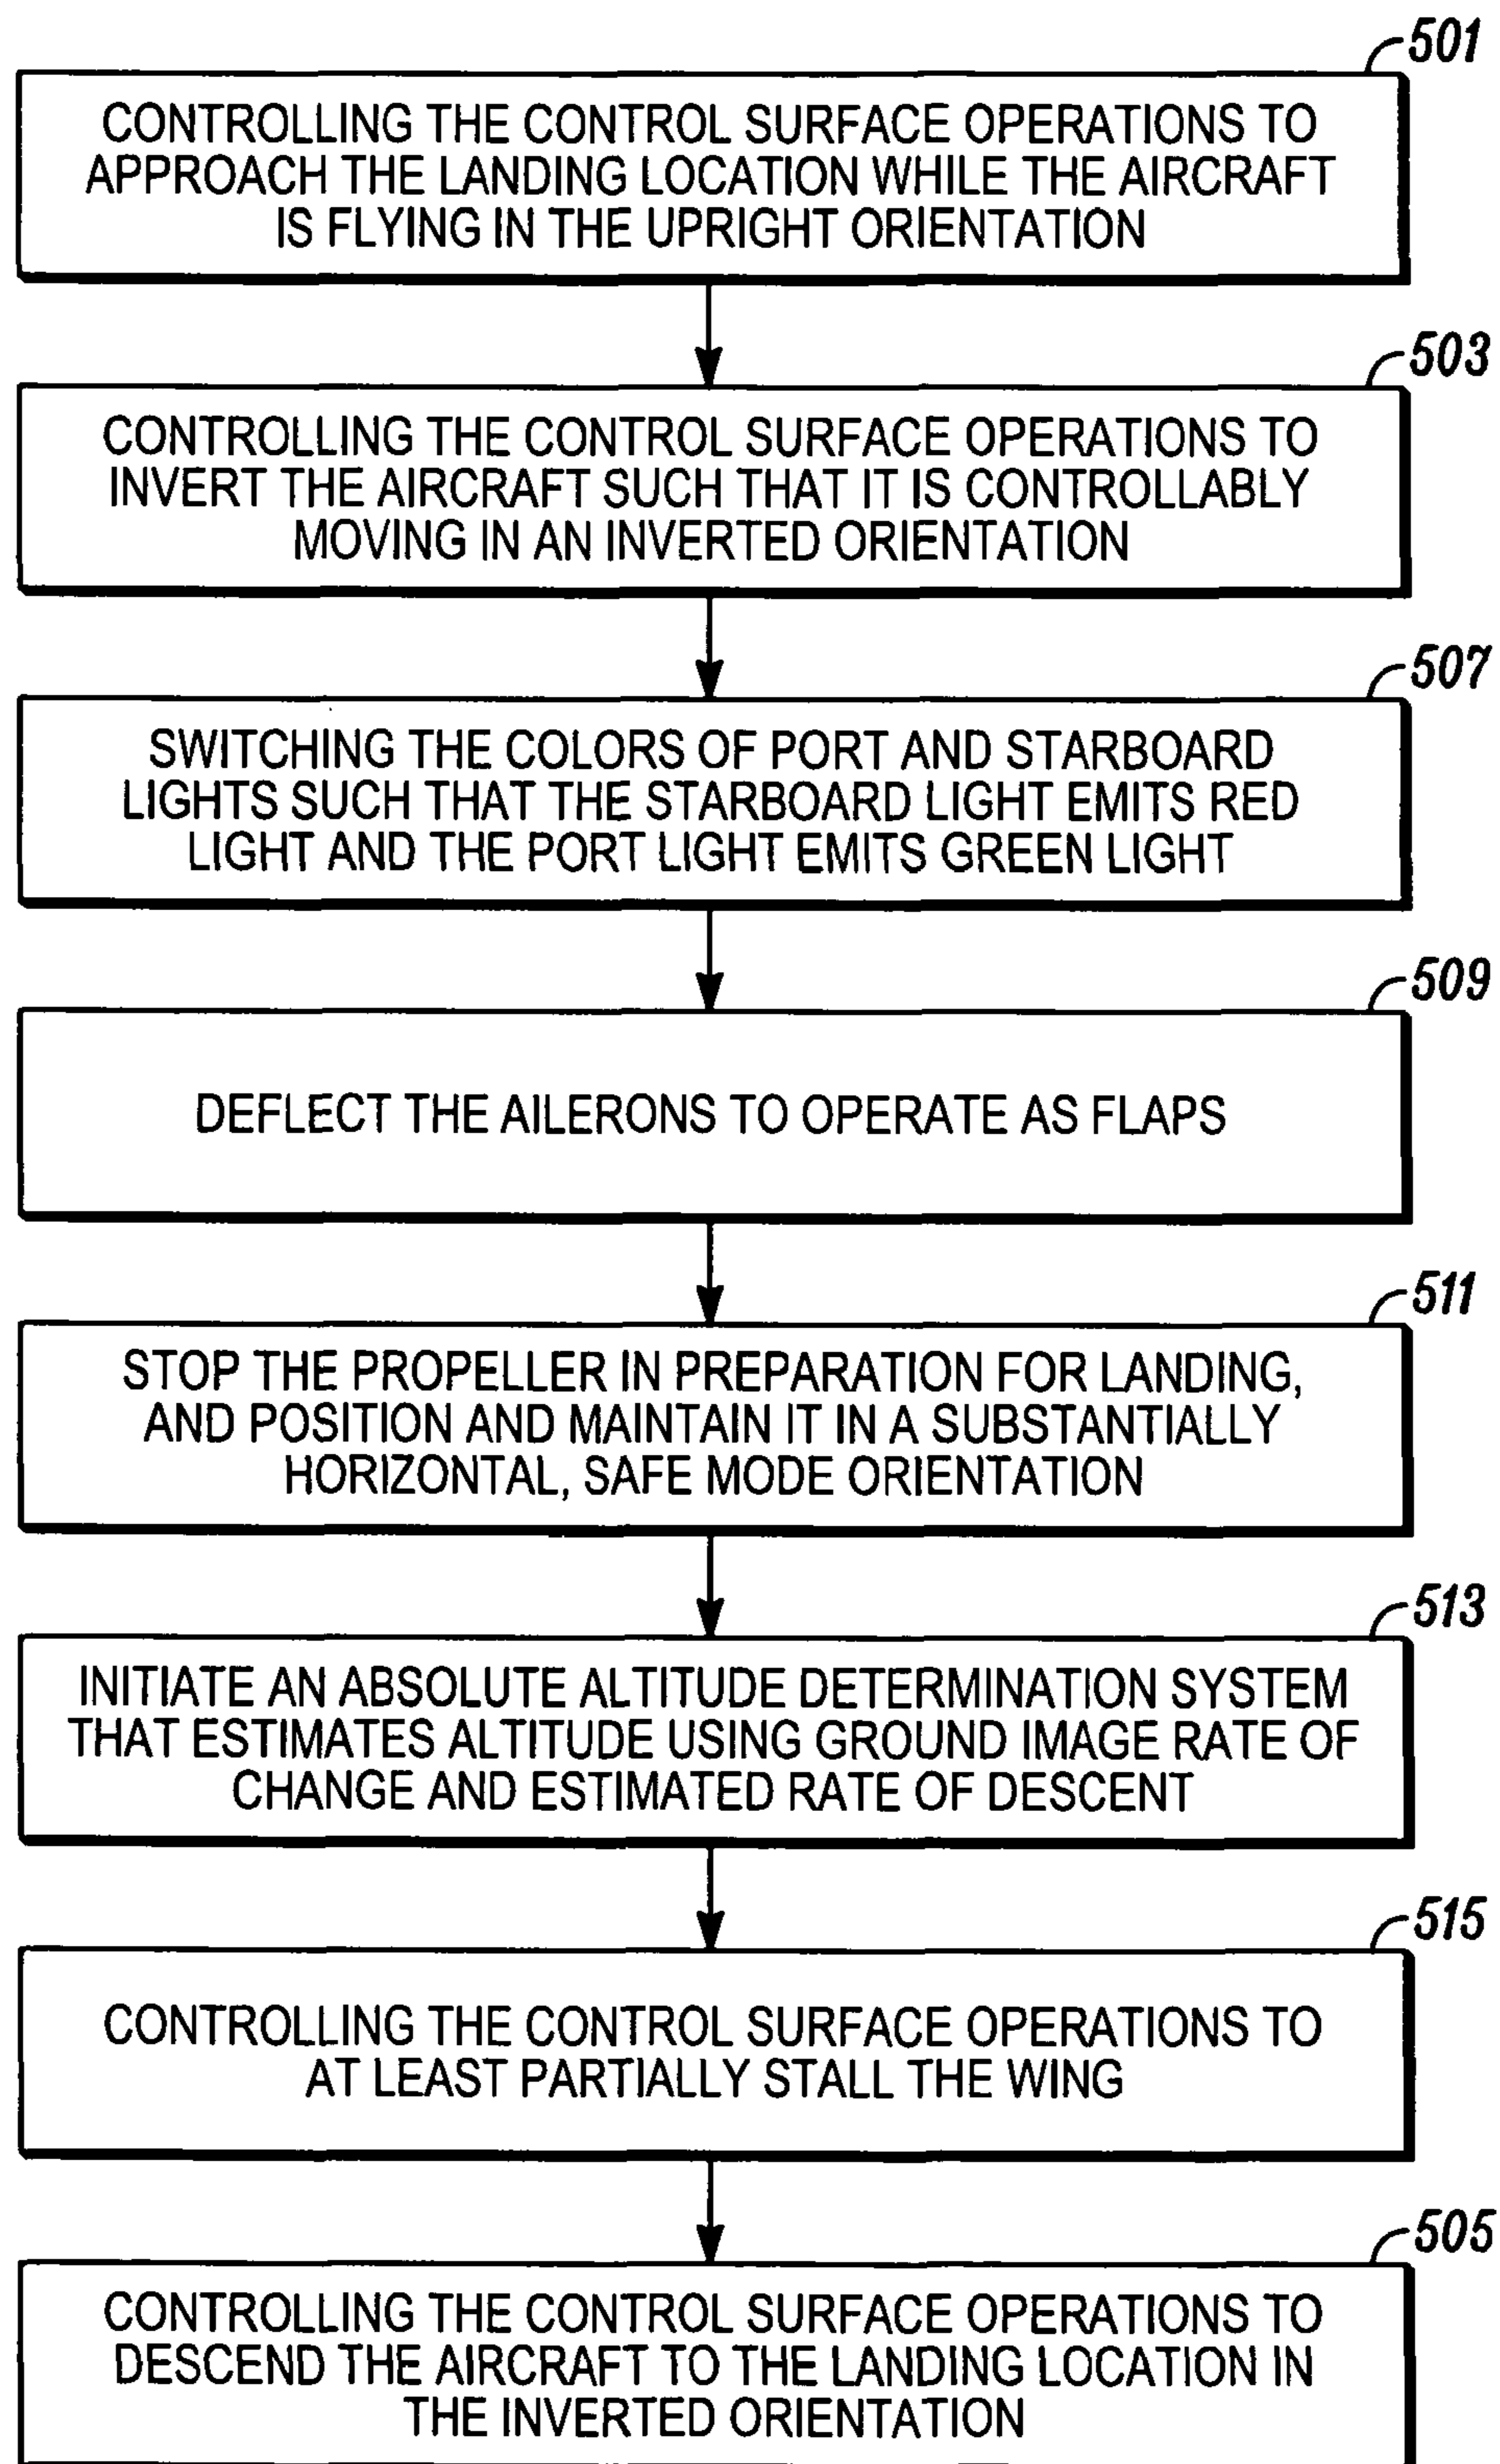 501
CONTROLLING THE CONTROL SURFACE OPERATIONS TO
APPROACH THE LANDING LOCATION WHILE THE AIRCRAFT
IS FLYING IN THE UPRIGHT ORIENTATION
503
CONTROLLING THE CONTROL SURFACE OPERATIONS TO
INVERT THE AIRCRAFT SUCH THAT IT IS CONTROLLABLY
MOVING IN AN INVERTED ORIENTATION
507
SWITCHING THE COLORS OF PORT AND STARBOARD
LIGHTS SUCH THAT THE STARBOARD LIGHT EMITS RED
LIGHT AND THE PORT LIGHT EMITS GREEN LIGHT
509
DEFLECT THE AILERONS TO OPERATE AS FLAPS
511
STOP THE PROPELLER IN PREPARATION FOR LANDING,
AND POSITION AND MAINTAIN IT IN A SUBSTANTIALLY
HORIZONTAL, SAFE MODE ORIENTATION
513
INITIATE AN ABSOLUTE ALTITUDE DETERMINATION SYSTEM
THAT ESTIMATES ALTITUDE USING GROUND IMAGE RATE OF
CHANGE AND ESTIMATED RATE OF DESCENT
515
CONTROLLING THE CONTROL SURFACE OPERATIONS TO
AT LEAST PARTIALLY STALL THE WING
505
CONTROLLING THE CONTROL SURFACE OPERATIONS TO
DESCEND THE AIRCRAFT TO THE LANDING LOCATION IN
THE INVERTED ORIENTATION